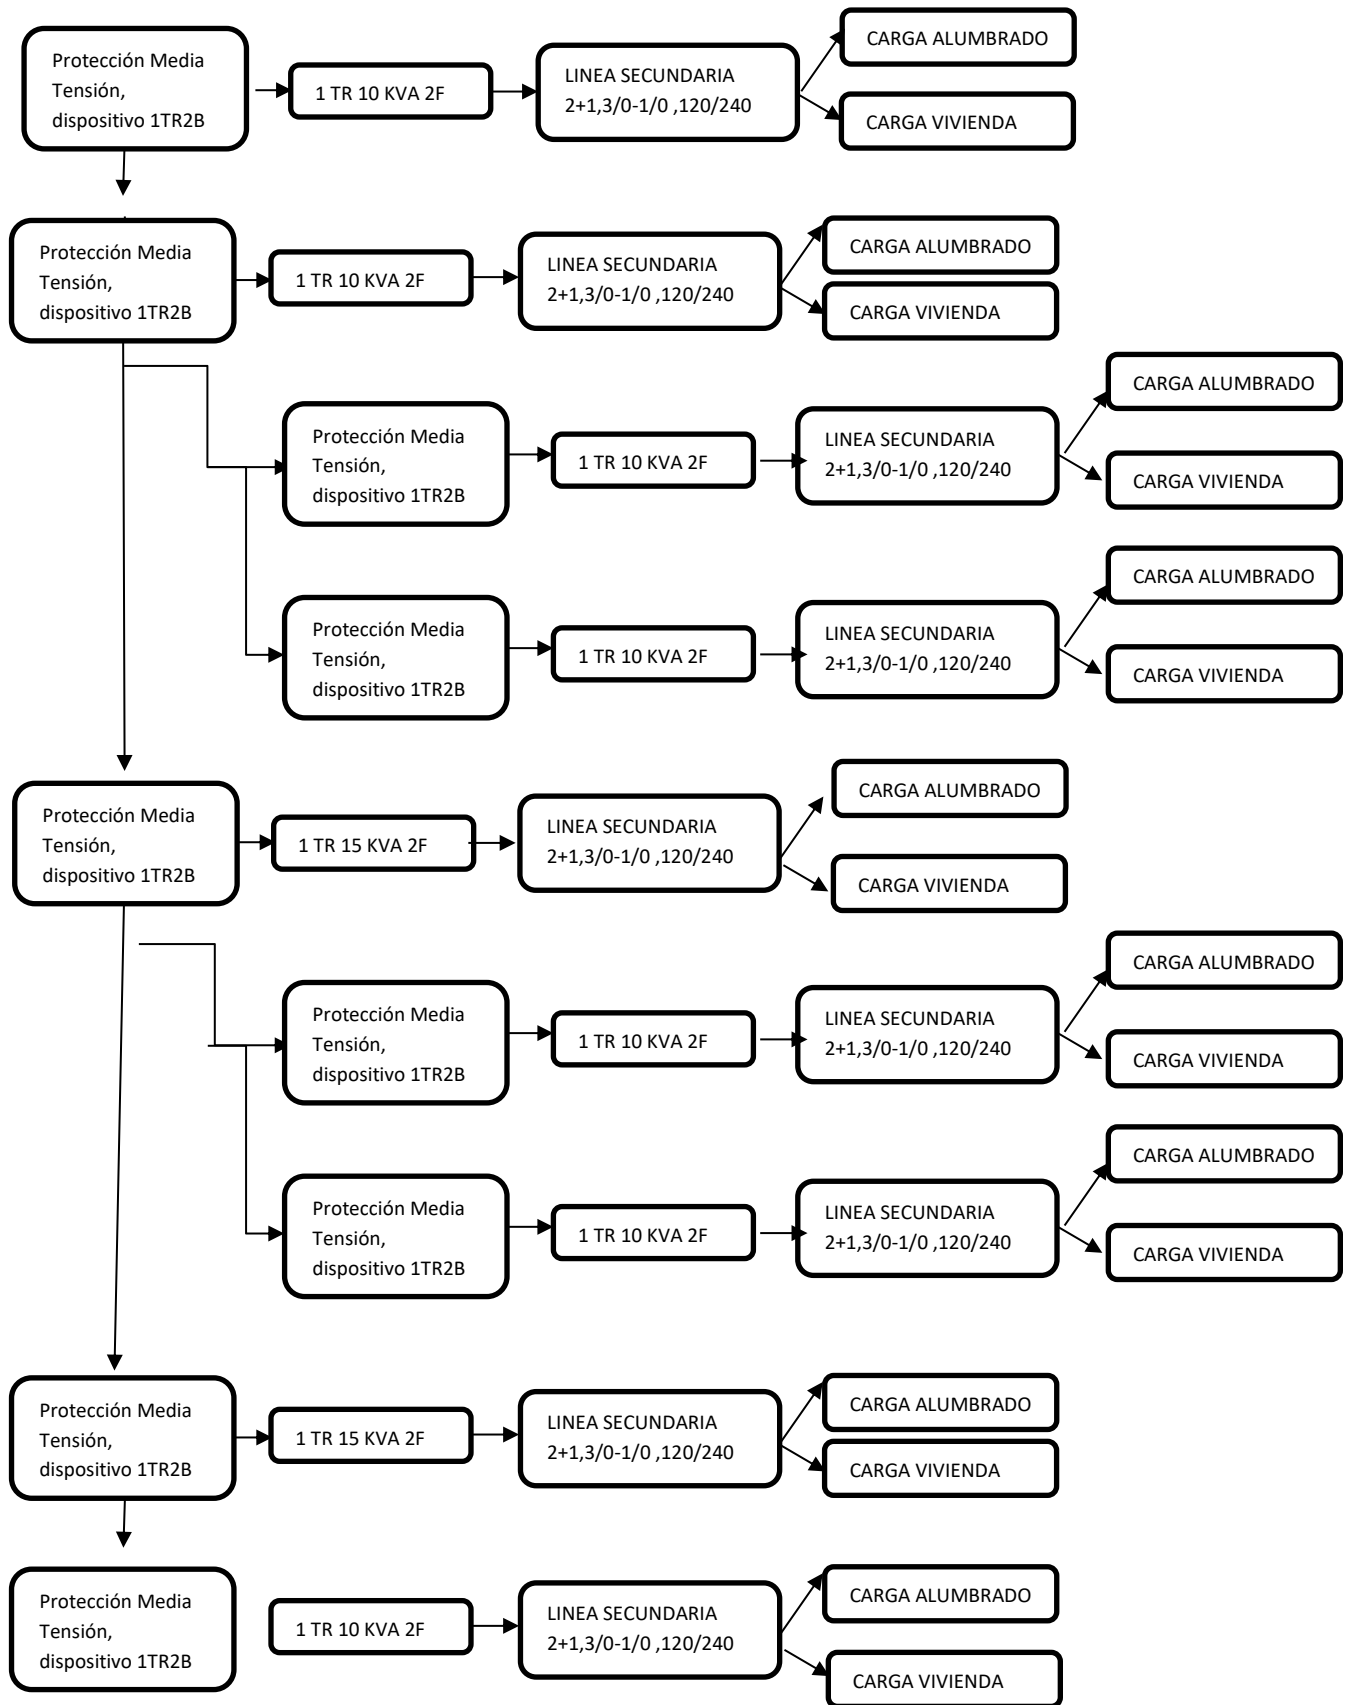 CARGA ALUMBRADO
Protección Media
Tensión,
dispositivo 1TR2B
1 TR 10 KVA 2F
LINEA SECUNDARIA
2+1,3/0-1/0 ,120/240
CARGA VIVIENDA
Protección Media
Tensión,
dispositivo 1TR2B
1 TR 10 KVA 2F
LINEA SECUNDARIA
2+1,3/0-1/0 ,120/240
CARGA ALUMBRADO
CARGA VIVIENDA
Protección Media
Tensión,
dispositivo 1TR2B
1 TR 10 KVA 2F
LINEA SECUNDARIA
2+1,3/0-1/0 ,120/240
CARGA ALUMBRADO
CARGA VIVIENDA
Protección Media
Tensión,
dispositivo 1TR2B
1 TR 10 KVA 2F
LINEA SECUNDARIA
2+1,3/0-1/0 ,120/240
CARGA ALUMBRADO
CARGA VIVIENDA
Protección Media
Tensión,
dispositivo 1TR2B
1 TR 15 KVA 2F
LINEA SECUNDARIA
2+1,3/0-1/0 ,120/240
CARGA ALUMBRADO
CARGA VIVIENDA
Protección Media
Tensión,
dispositivo 1TR2B
1 TR 10 KVA 2F
LINEA SECUNDARIA
2+1,3/0-1/0 ,120/240
CARGA ALUMBRADO
CARGA VIVIENDA
Protección Media
Tensión,
dispositivo 1TR2B
1 TR 10 KVA 2F
LINEA SECUNDARIA
2+1,3/0-1/0 ,120/240
CARGA ALUMBRADO
CARGA VIVIENDA
Protección Media
Tensión,
dispositivo 1TR2B
1 TR 15 KVA 2F
LINEA SECUNDARIA
2+1,3/0-1/0 ,120/240
CARGA ALUMBRADO
CARGA VIVIENDA
Protección Media
Tensión,
dispositivo 1TR2B
1 TR 10 KVA 2F
LINEA SECUNDARIA
2+1,3/0-1/0 ,120/240
CARGA ALUMBRADO
CARGA VIVIENDA